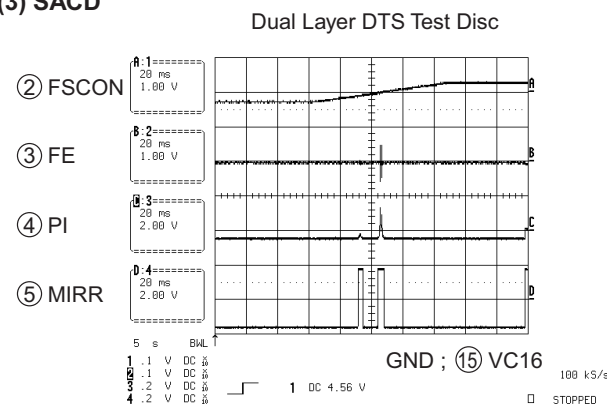 (3) SACD
Dual Layer DTS Test Disc
② FSCON
A:1
20 ms
1.00 V
A
③ FE
B:2
20 ms
1.00 V
B
④ PI
C:3
20 ms
2.00 V
C
⑤ MIRR
D:4
20 ms
2.00 V
D
5 s BWL
1 .1 V DC
2 .1 V DC
3 .2 V DC
4 .2 V DC
1 DC 4.56 V
GND ; ⑮ VC16
100 kS/s
STOPPED